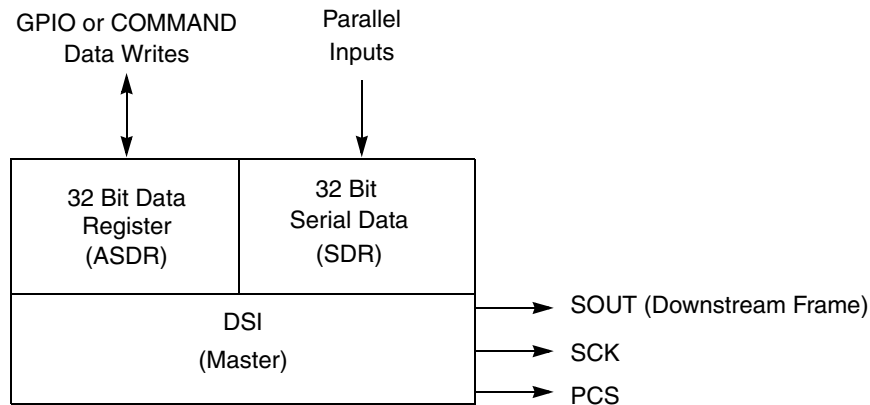 GPIO or COMMAND
Data Writes
Parallel
Inputs
32 Bit Data
Register
(ASDR)
32 Bit
Serial Data
(SDR)
DSI
(Master)
SOUT (Downstream Frame)
SCK
PCS